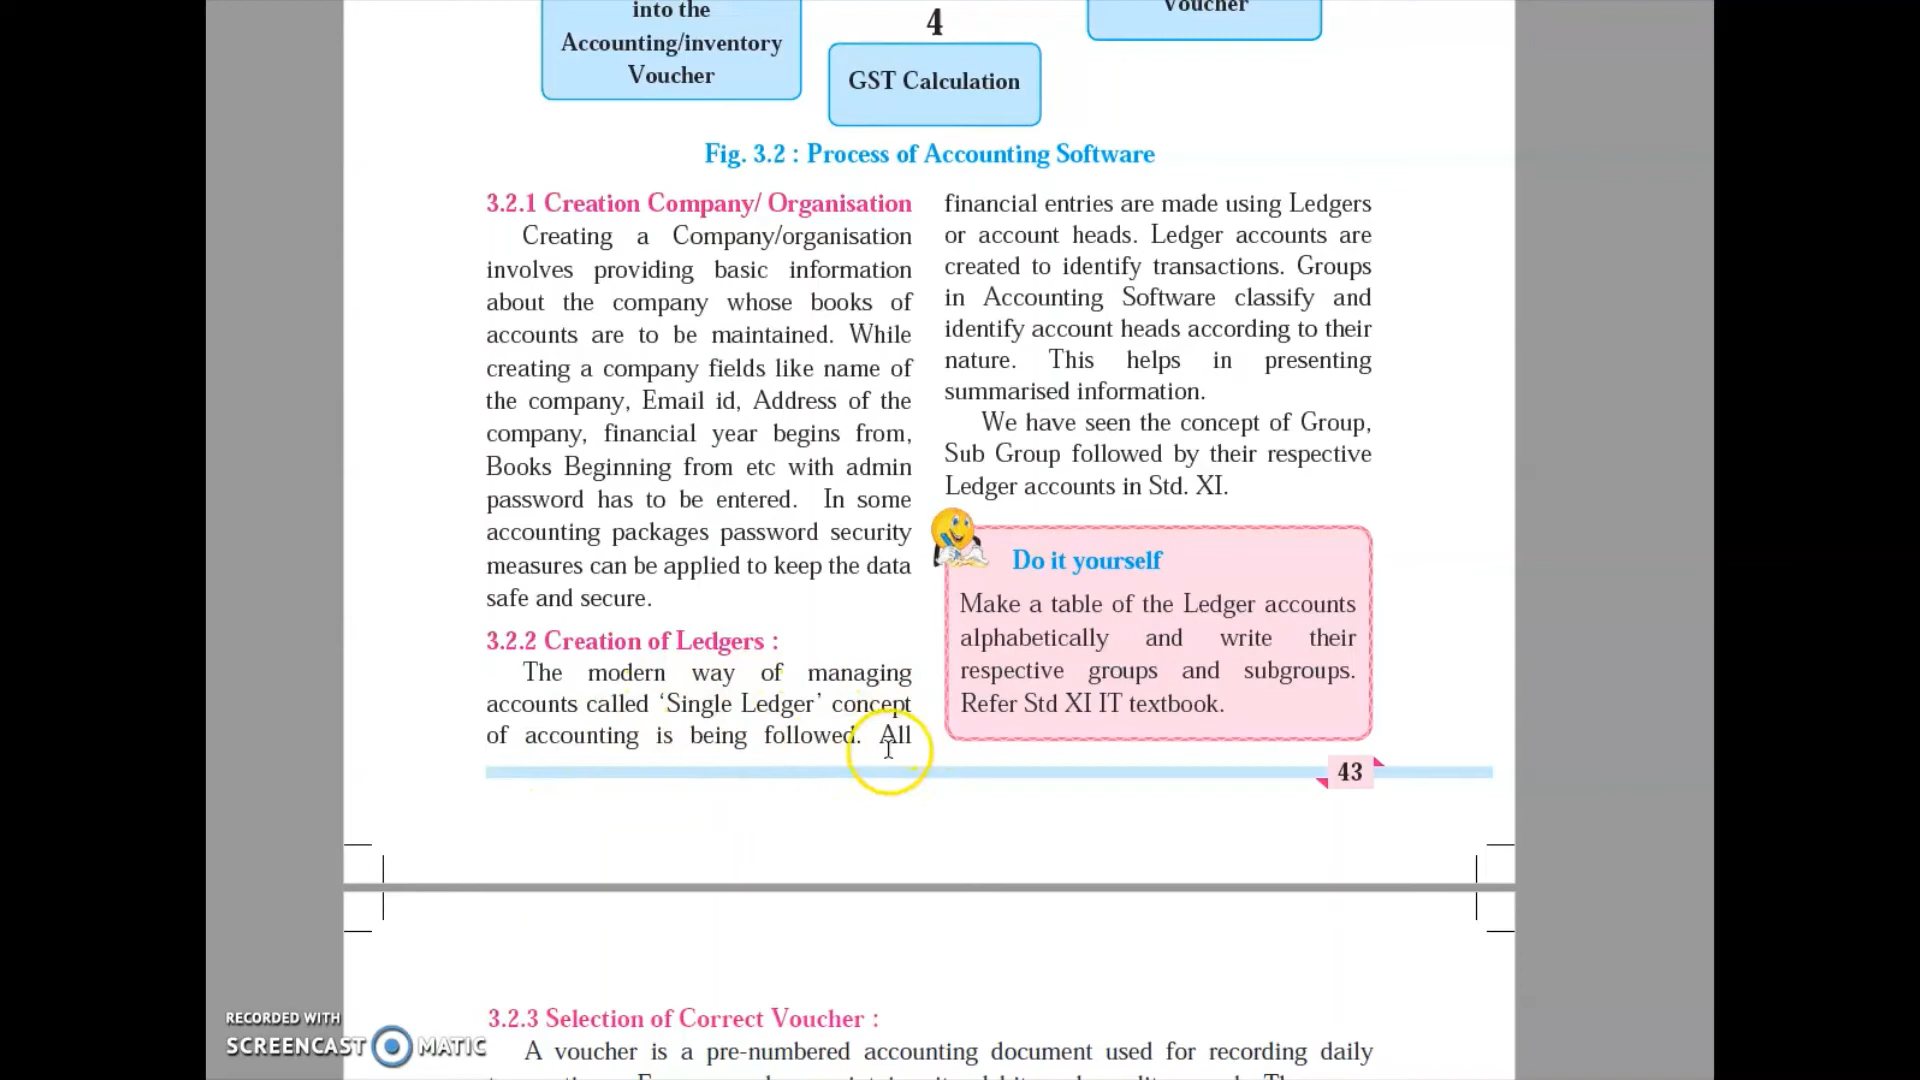 into the
Accounting/inventory
Voucher
4
GST Calculation
Voucher
Fig. 3.2 : Process of Accounting Software
3.2.1 Creation Company/ Organisation
Creating a Company/organisation
involves providing basic information
about the company whose books of
accounts are to be maintained. While
creating a company fields like name of
the company, Email id, Address of the
company, financial year begins from,
Books Beginning from etc with admin
password has to be entered. In some
accounting packages password security
measures can be applied to keep the data
safe and secure.
3.2.2 Creation of Ledgers :
The modern way of managing
accounts called ‘Single Ledger’ concept
of accounting is being followed. All
financial entries are made using Ledgers
or account heads. Ledger accounts are
created to identify transactions. Groups
in Accounting Software classify and
identify account heads according to their
nature. This helps in presenting
summarised information.
We have seen the concept of Group,
Sub Group followed by their respective
Ledger accounts in Std. XI.
Do it yourself
Make a table of the Ledger accounts
alphabetically and write their
respective groups and subgroups.
Refer Std XI IT textbook.
43
3.2.3 Selection of Correct Voucher :
A voucher is a pre-numbered accounting document used for recording daily
RECORDED WITH
SCREENCAST MATIC